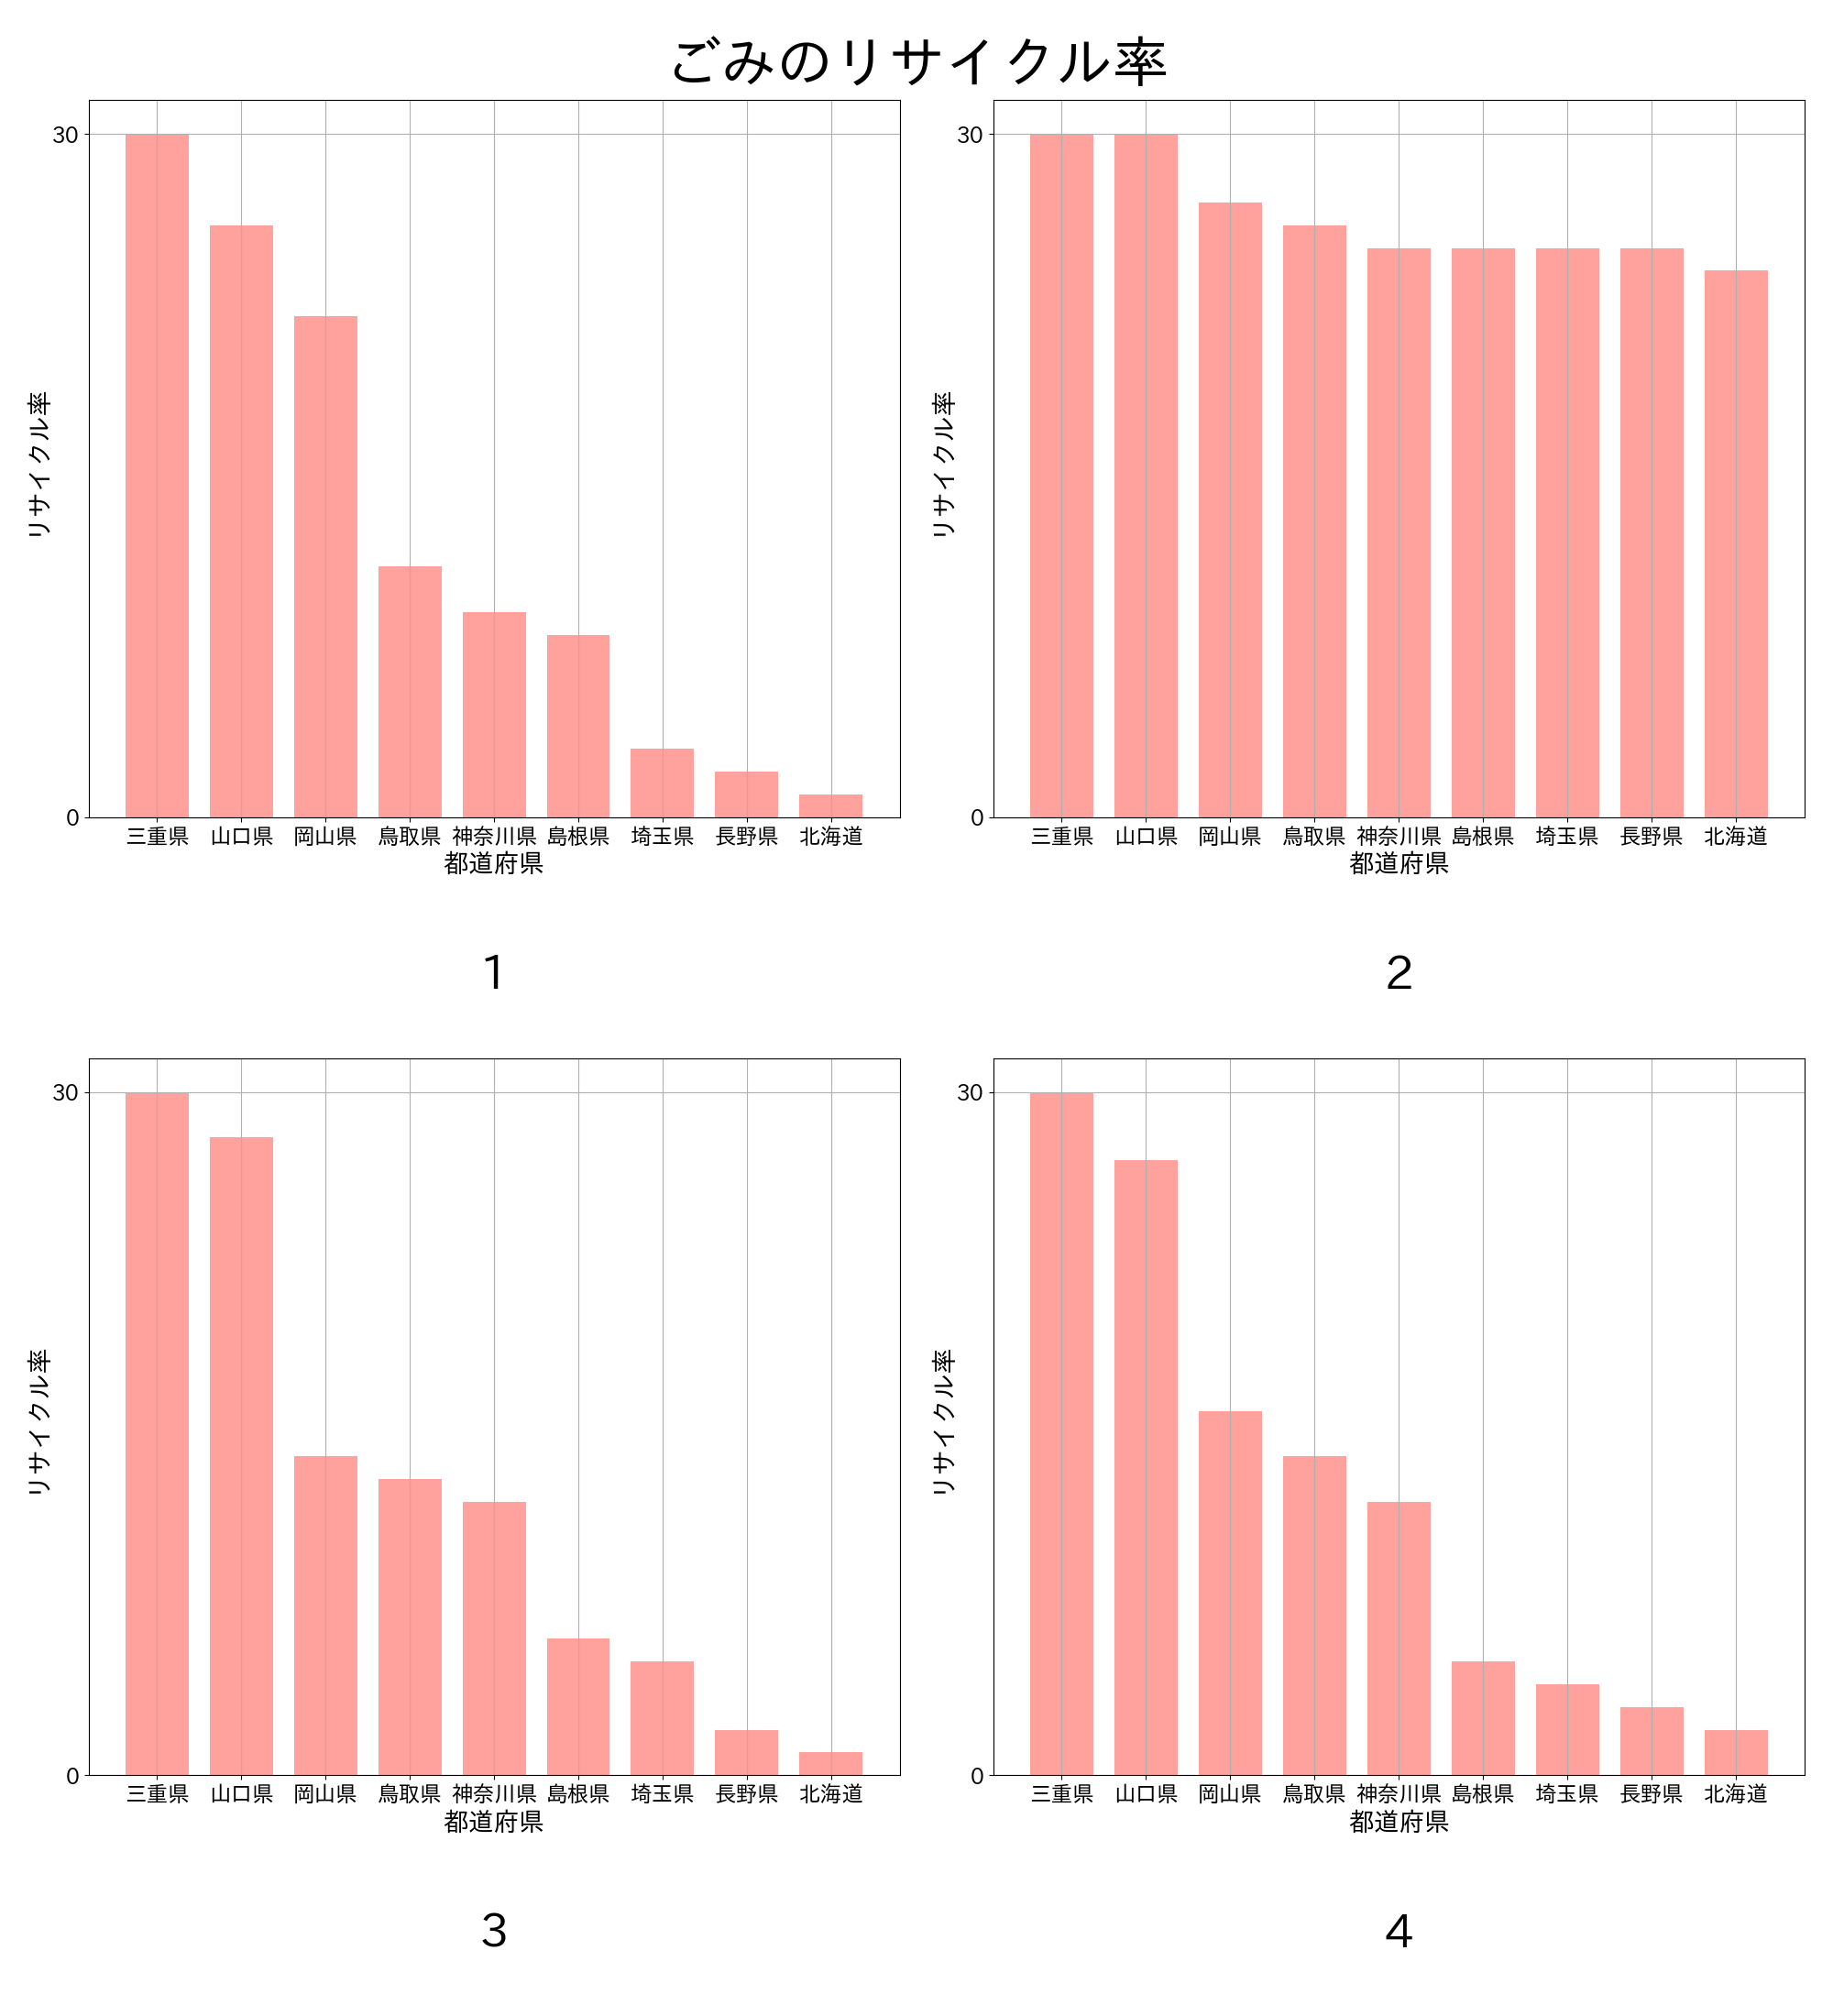 ごみのリサイクル率
30
0
リサイクル率
三重県 山口県 岡山県 鳥取県 神奈川県 島根県 埼玉県 長野県 北海道
都道府県
1
30
0
リサイクル率
三重県 山口県 岡山県 鳥取県 神奈川県 島根県 埼玉県 長野県 北海道
都道府県
2
30
0
リサイクル率
三重県 山口県 岡山県 鳥取県 神奈川県 島根県 埼玉県 長野県 北海道
都道府県
3
30
0
リサイクル率
三重県 山口県 岡山県 鳥取県 神奈川県 島根県 埼玉県 長野県 北海道
都道府県
4